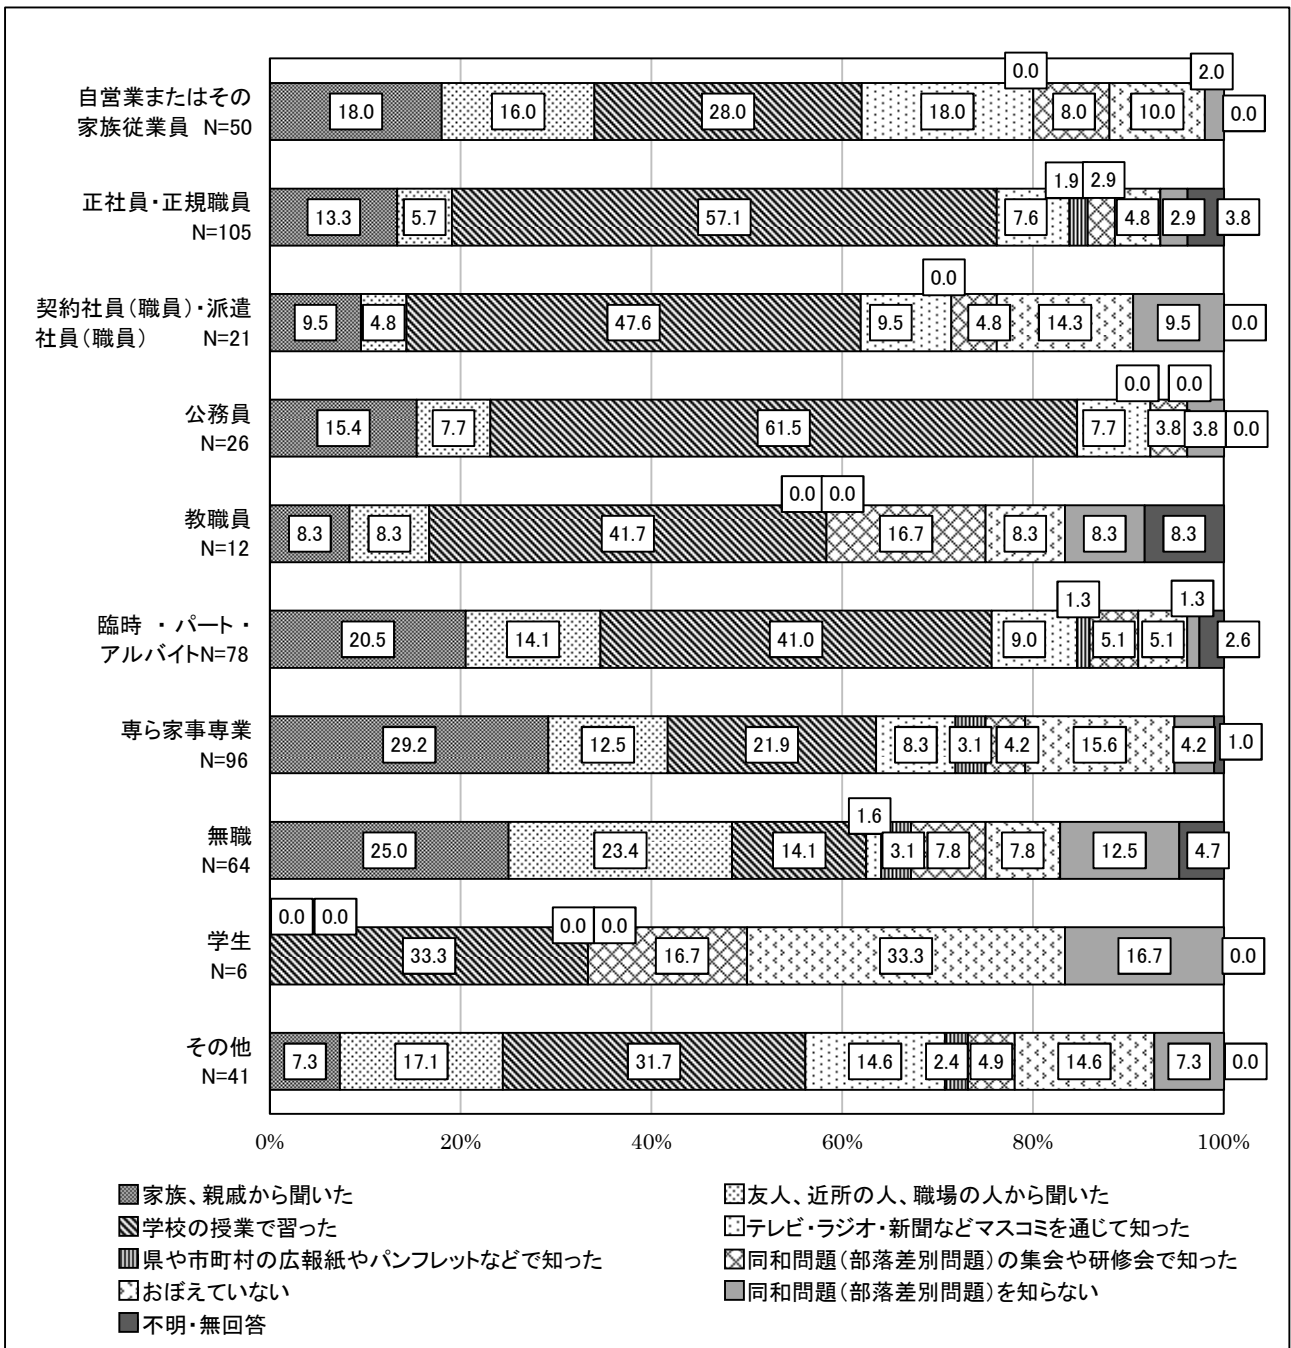 0.0 2.0
自営業またはその
家族従業員 N=50
18.0 16.0 28.0 18.0 8.0 10.0 0.0
1.9 2.9
正社員・正規職員
N=105
13.3 5.7 57.1 7.6 4.8 2.9 3.8
0.0
契約社員(職員)・派遣
社員(職員) N=21
9.5 4.8 47.6 9.5 4.8 14.3 9.5 0.0
0.0 0.0
公務員
N=26
15.4 7.7 61.5 7.7 3.8 3.8 0.0
0.0 0.0
教職員
N=12
8.3 8.3 41.7 16.7 8.3 8.3 8.3
1.3 1.3
臨時 ・パート・
アルバイトN=78
20.5 14.1 41.0 9.0 5.1 5.1 2.6
専ら家事専業
N=96
29.2 12.5 21.9 8.3 3.1 4.2 15.6 4.2 1.0
1.6
無職
N=64
25.0 23.4 14.1 3.1 7.8 7.8 12.5 4.7
0.0 0.0 0.0 0.0
学生
N=6
33.3 16.7 33.3 16.7 0.0
その他
N=41
7.3 17.1 31.7 14.6 2.4 4.9 14.6 7.3 0.0
0% 20% 40% 60% 80% 100%
家族、親戚から聞いた
友人、近所の人、職場の人から聞いた
学校の授業で習った
テレビ・ラジオ・新聞などマスコミを通じて知った
県や市町村の広報紙やパンフレットなどで知った
同和問題(部落差別問題)の集会や研修会で知った
おぼえていない
同和問題(部落差別問題)を知らない
不明・無回答